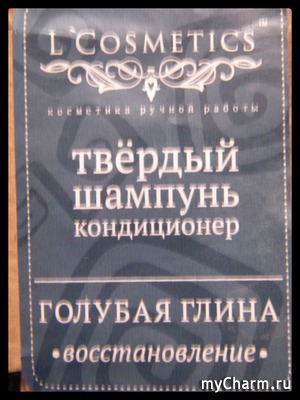 L'COSMETICS
косметика ручной работы
твёрдый
шампунь
кондиционер
ГОЛУБАЯ ГЛИНА
•восстановление•
myCharm.ru